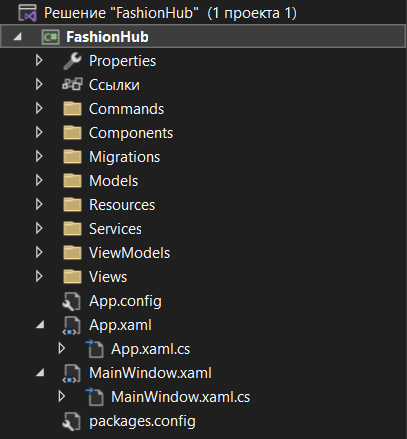 Решение "FashionHub" (1 проекта 1)
FashionHub
Properties
Ссылки
Commands
Components
Migrations
Models
Resources
Services
ViewModels
Views
App.config
App.xaml
App.xaml.cs
MainWindow.xaml
MainWindow.xaml.cs
packages.config